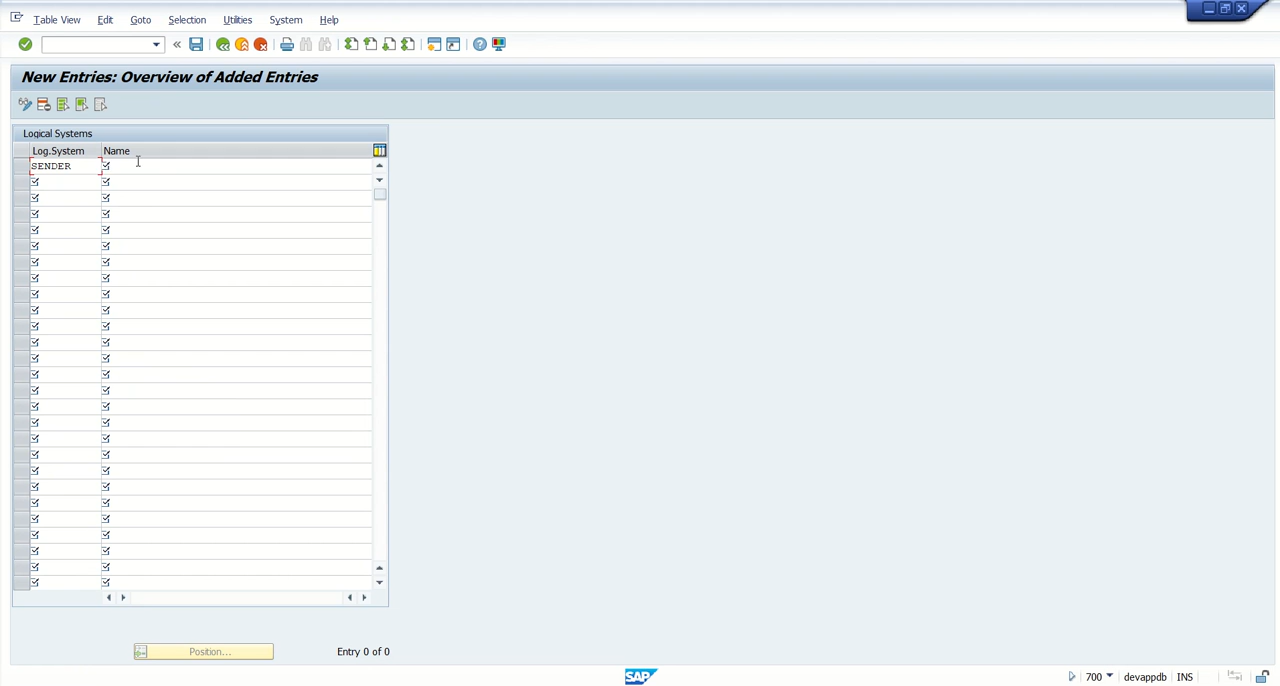 Table View Edit Goto Selection Utilities System Help
New Entries: Overview of Added Entries
Logical Systems
Log.System Name
SENDER
Position... Entry 0 of 0
SAP 700 devappdb INS